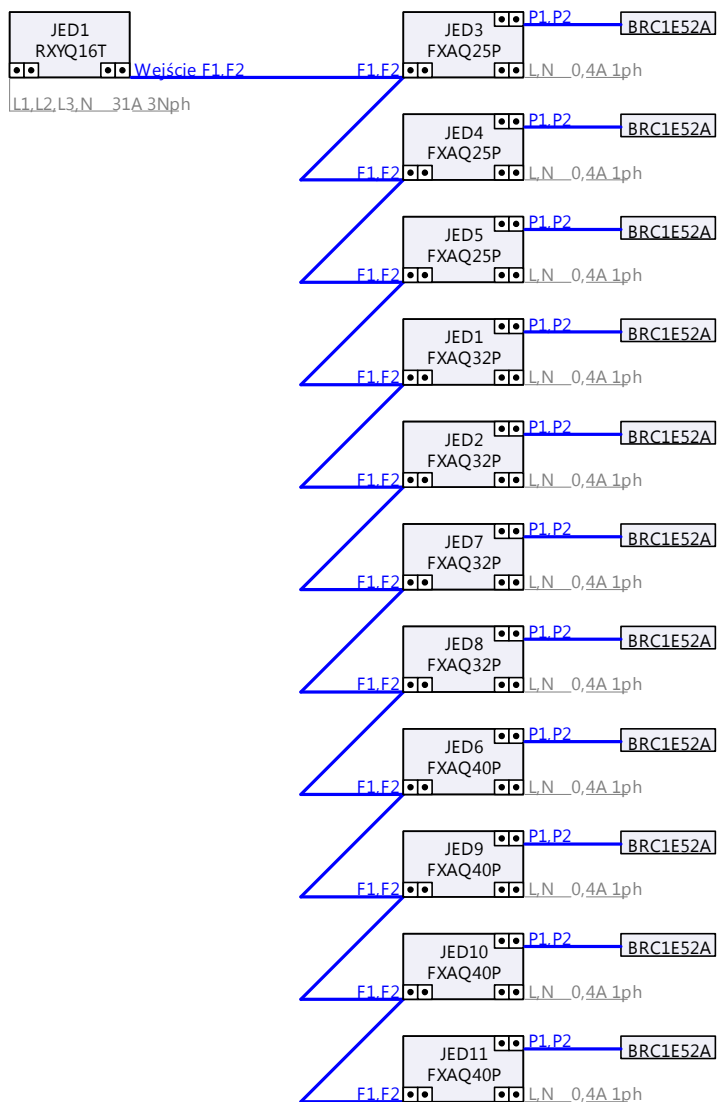 JED1
RXYQ16T
Wejście F1,F2
L1,L2,L3,N 31A 3Nph
JED3
FXAQ25P
F1,F2
P1,P2
BRC1E52A
L,N 0,4A 1ph
JED4
FXAQ25P
F1,F2
P1,P2
BRC1E52A
L,N 0,4A 1ph
JED5
FXAQ25P
F1,F2
P1,P2
BRC1E52A
L,N 0,4A 1ph
JED1
FXAQ32P
F1,F2
P1,P2
BRC1E52A
L,N 0,4A 1ph
JED2
FXAQ32P
F1,F2
P1,P2
BRC1E52A
L,N 0,4A 1ph
JED7
FXAQ32P
F1,F2
P1,P2
BRC1E52A
L,N 0,4A 1ph
JED8
FXAQ32P
F1,F2
P1,P2
BRC1E52A
L,N 0,4A 1ph
JED6
FXAQ40P
F1,F2
P1,P2
BRC1E52A
L,N 0,4A 1ph
JED9
FXAQ40P
F1,F2
P1,P2
BRC1E52A
L,N 0,4A 1ph
JED10
FXAQ40P
F1,F2
P1,P2
BRC1E52A
L,N 0,4A 1ph
JED11
FXAQ40P
F1,F2
P1,P2
BRC1E52A
L,N 0,4A 1ph